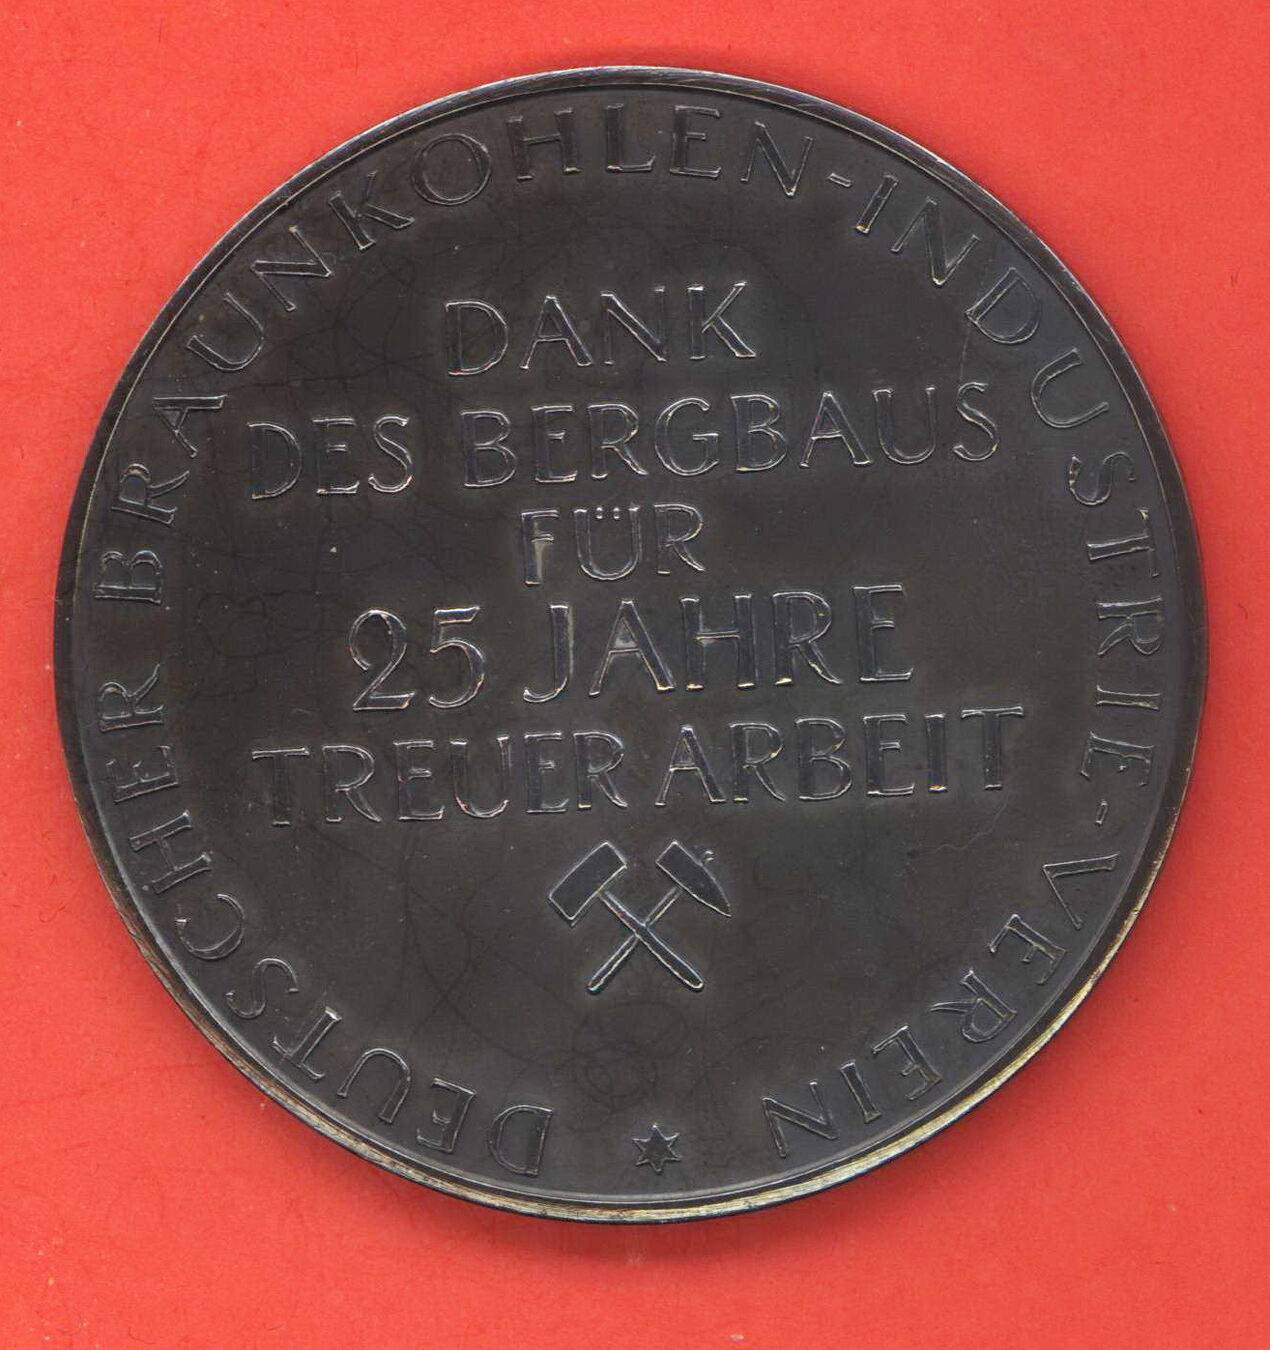 DEUTSCHER BRAUNKOHLEN-INDUSTRIE-VEREIN
DANK
DES BERGBAUS
FÜR
25 JAHRE
TREUER ARBEIT